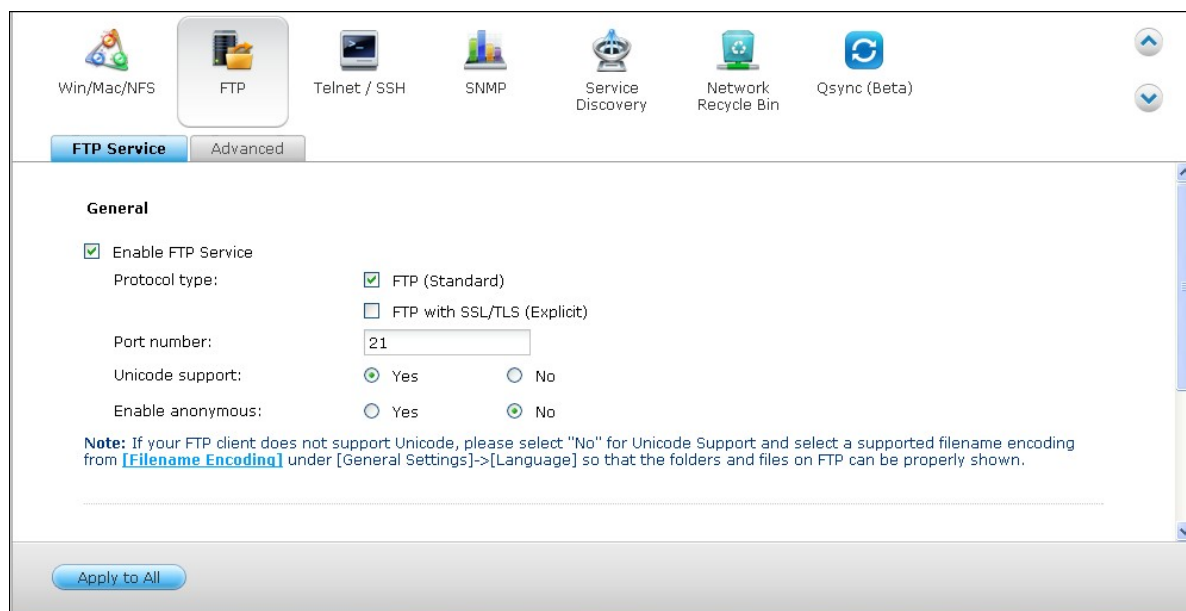 Win/Mac/NFS
FTP
Telnet / SSH
SNMP
Service
Discovery
Network
Recycle Bin
Qsync (Beta)
FTP Service
Advanced
General
Enable FTP Service
Protocol type:
FTP (Standard)
FTP with SSL/TLS (Explicit)
Port number:
21
Unicode support:
Yes
No
Enable anonymous:
Yes
No
Note: If your FTP client does not support Unicode, please select "No" for Unicode Support and select a supported filename encoding
from [Filename Encoding] under [General Settings]->[Language] so that the folders and files on FTP can be properly shown.
Apply to All